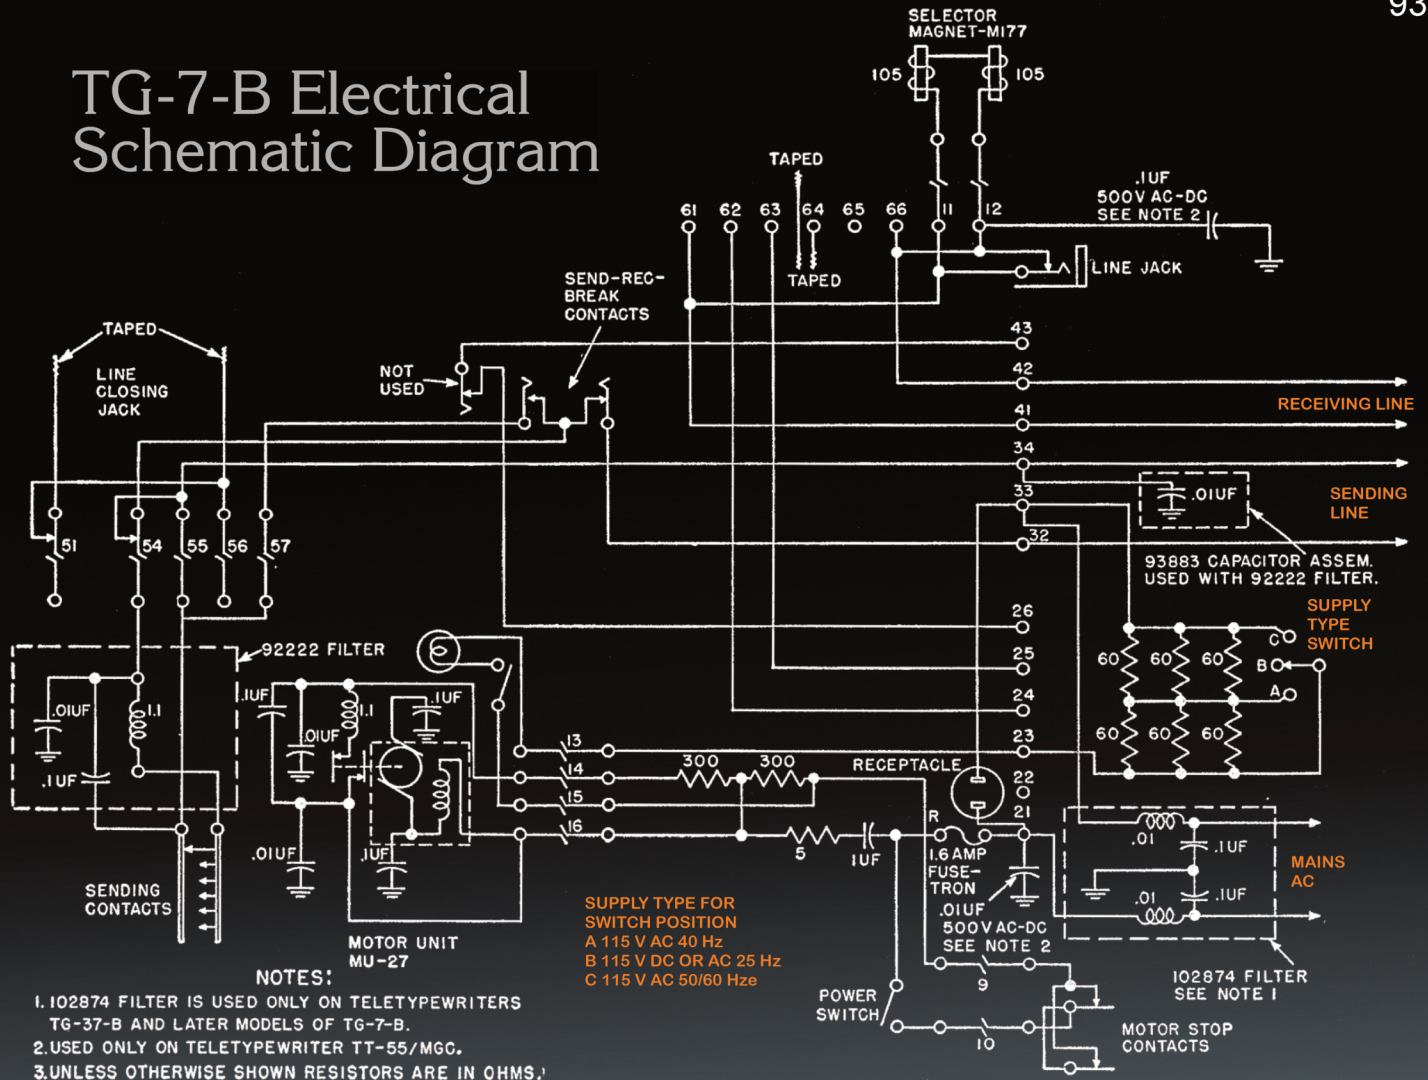 93
TG-7-B Electrical
Schematic Diagram
SELECTOR
MAGNET-M177
105
105
TAPED
.1UF
500V AC-DC
SEE NOTE 2
61
62
63
64
65
66
11
12
TAPED
LINE JACK
SEND-REC-
BREAK
CONTACTS
TAPED
LINE
CLOSING
JACK
NOT
USED
43
42
RECEIVING LINE
41
34
33
.01UF
SENDING
LINE
32
93883 CAPACITOR ASSEM.
USED WITH 92222 FILTER.
51
54
55
56
57
SUPPLY
TYPE
SWITCH
26
25
24
23
22
21
C
B
A
60
60
60
60
60
60
92222 FILTER
.01UF
1.1
.1UF
.1UF
1.1
.1UF
.01UF
.01UF
.1UF
13
14
15
16
300
300
RECEPTACLE
5
1UF
R
1.6 AMP
FUSE-
TRON
.01UF
500V AC-DC
SEE NOTE 2
.01
.1UF
.1UF
.01
MAINS
AC
102874 FILTER
SEE NOTE 1
SENDING
CONTACTS
MOTOR UNIT
MU-27
SUPPLY TYPE FOR
SWITCH POSITION
A 115 V AC 40 Hz
B 115 V DC OR AC 25 Hz
C 115 V AC 50/60 Hze
POWER
SWITCH
9
10
MOTOR STOP
CONTACTS
NOTES:
1. 102874 FILTER IS USED ONLY ON TELETYPEWRITERS
TG-37-B AND LATER MODELS OF TG-7-B.
2. USED ONLY ON TELETYPEWRITER TT-55/MGC.
3. UNLESS OTHERWISE SHOWN RESISTORS ARE IN OHMS.